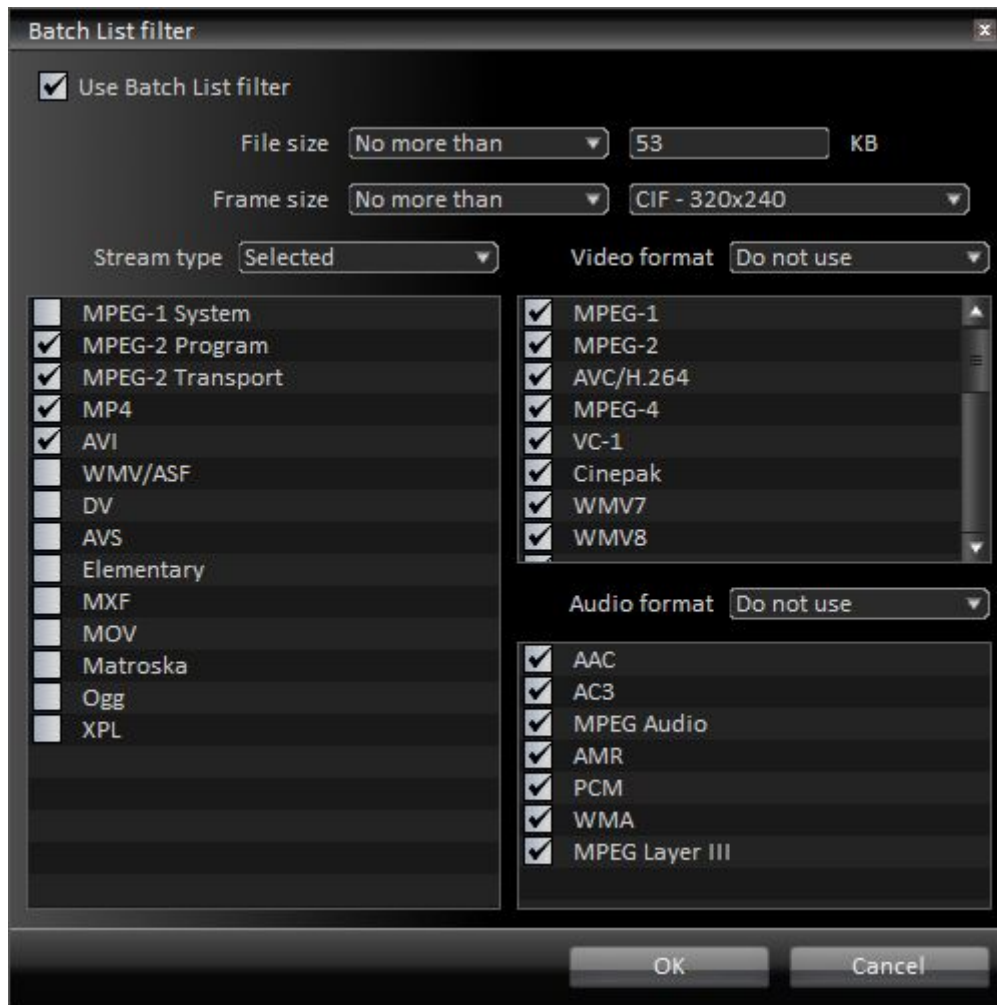 Batch List filter
Use Batch List filter
File size No more than 53 KB
Frame size No more than CIF - 320x240
Stream type Selected
MPEG-1 System
MPEG-2 Program
MPEG-2 Transport
MP4
AVI
WMV/ASF
DV
AVS
Elementary
MXF
MOV
Matroska
Ogg
XPL
Video format Do not use
MPEG-1
MPEG-2
AVC/H.264
MPEG-4
VC-1
Cinepak
WMV7
WMV8
Audio format Do not use
AAC
AC3
MPEG Audio
AMR
PCM
WMA
MPEG Layer III
OK Cancel